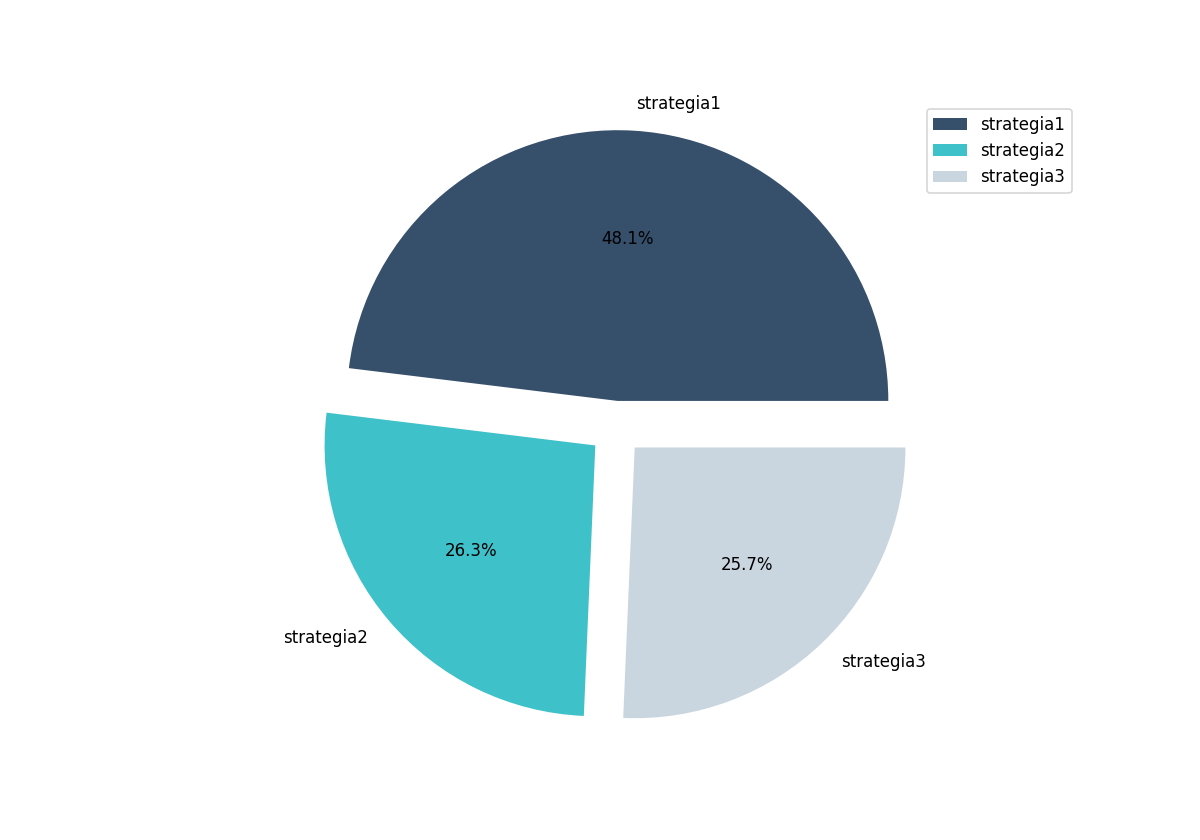 strategia1
strategia1
strategia2
strategia3
48.1%
26.3%
25.7%
strategia2
strategia3